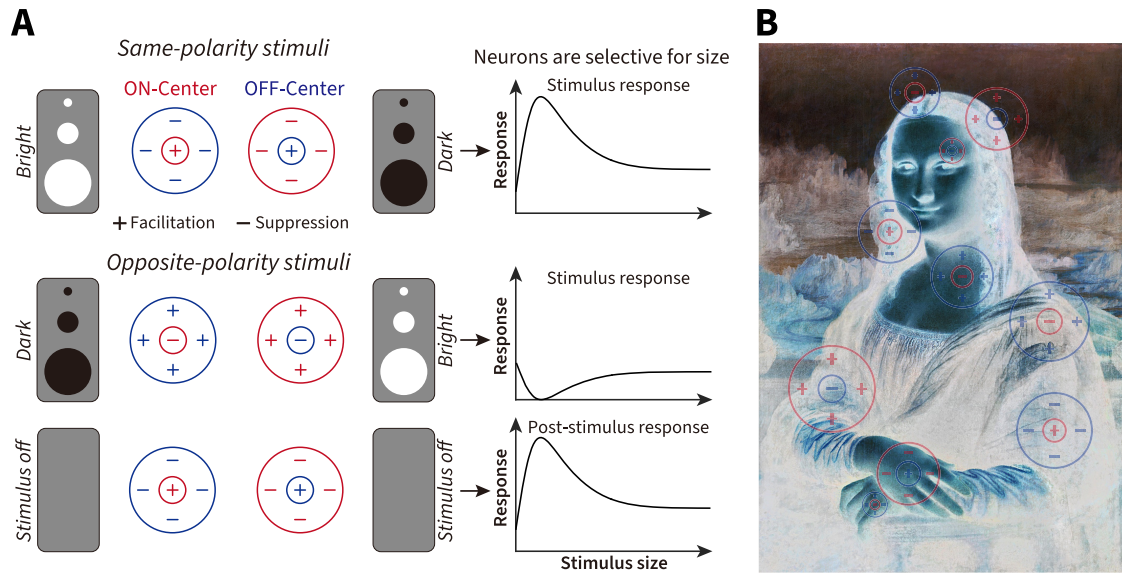 A
B
Same-polarity stimuli
Neurons are selective for size
ON-Center
OFF-Center
Stimulus response
Bright
Dark
Response
+ Facilitation
− Suppression
Opposite-polarity stimuli
Stimulus response
Dark
Bright
Response
Post-stimulus response
Stimulus off
Stimulus off
Response
Stimulus size